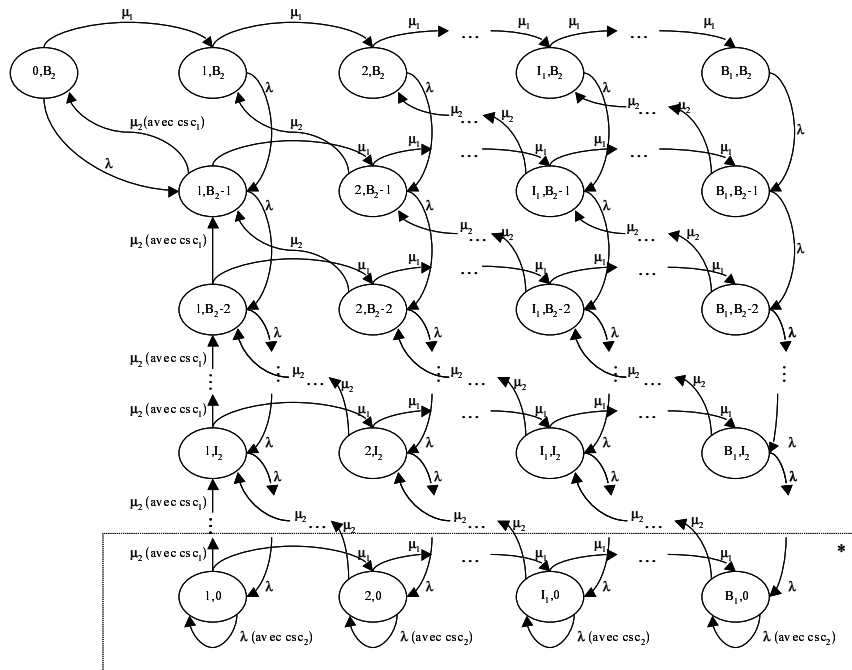 μ₁ μ₁ μ₁ μ₁
... ...
0,B₂ 1,B₂ 2,B₂ I₁,B₂ B₁,B₂
λ λ λ
μ₂ ... μ₂ ... μ₂
μ₂ (avec csc₁) μ₂ λ
μ₁ μ₁ μ₁ μ₁
λ ... ...
1,B₂-1 2,B₂-1 I₁,B₂-1 B₁,B₂-1
λ λ λ
μ₂ ... μ₂ μ₂ ... μ₂
μ₂ (avec csc₁) μ₂ λ
μ₁ μ₁ μ₁ μ₁
... ...
1,B₂-2 2,B₂-2 I₁,B₂-2 B₁,B₂-2
λ λ λ λ
μ₂ (avec csc₁) ⋮ μ₂ ... μ₂ ⋮ μ₂ ... μ₂ ⋮ μ₂ ... μ₂ ⋮
⋮
μ₂ (avec csc₁) μ₁ μ₁ μ₁ μ₁
... ...
λ λ λ λ
1,I₂ 2,I₂ I₁,I₂ B₁,I₂
λ λ λ λ
μ₂ (avec csc₁)
⋮ μ₂ ... μ₂ μ₂ ... μ₂ μ₂ ... μ₂
μ₂ (avec csc₁) μ₁ μ₁ μ₁ μ₁ *
... ...
λ λ λ λ
1,0 2,0 I₁,0 B₁,0
λ (avec csc₂) λ (avec csc₂) λ (avec csc₂) λ (avec csc₂)